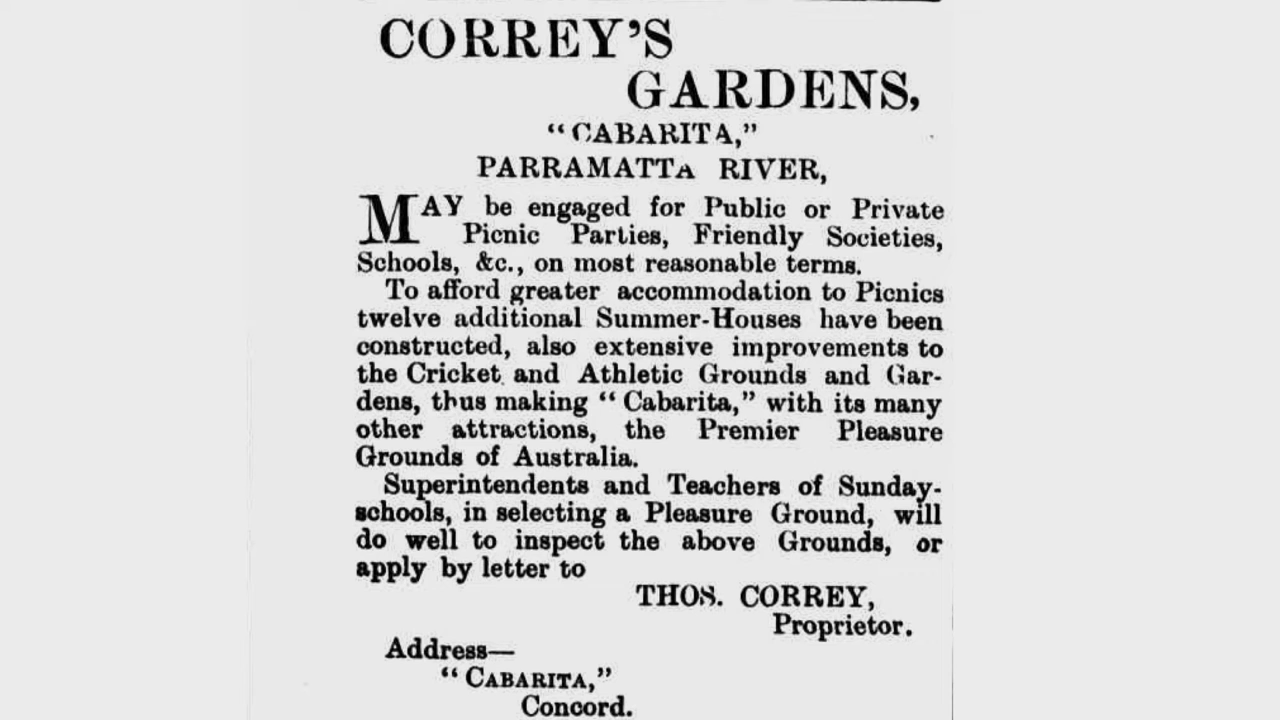 CORREY'S
GARDENS,
"CABARITA,"
PARRAMATTA RIVER,
MAY be engaged for Public or Private
Picnic Parties, Friendly Societies,
Schools, &c., on most reasonable terms.
To afford greater accommodation to Picnics
twelve additional Summer-Houses have been
constructed, also extensive improvements to
the Cricket and Athletic Grounds and Gar-
dens, thus making "Cabarita," with its many
other attractions, the Premier Pleasure
Grounds of Australia.
Superintendents and Teachers of Sunday-
schools, in selecting a Pleasure Ground, will
do well to inspect the above Grounds, or
apply by letter to
THOS. CORREY,
Proprietor.
Address—
"CABARITA,"
Concord.